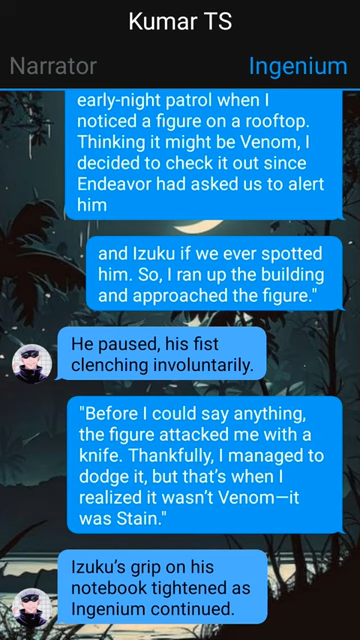 Kumar TS
Narrator
Ingenium
early-night patrol when I
noticed a figure on a rooftop.
Thinking it might be Venom, I
decided to check it out since
Endeavor had asked us to alert
him
and Izuku if we ever spotted
him. So, I ran up the building
and approached the figure."
He paused, his fist
clenching involuntarily.
"Before I could say anything,
the figure attacked me with a
knife. Thankfully, I managed to
dodge it, but that’s when I
realized it wasn’t Venom—it
was Stain."
Izuku’s grip on his
notebook tightened as
Ingenium continued.